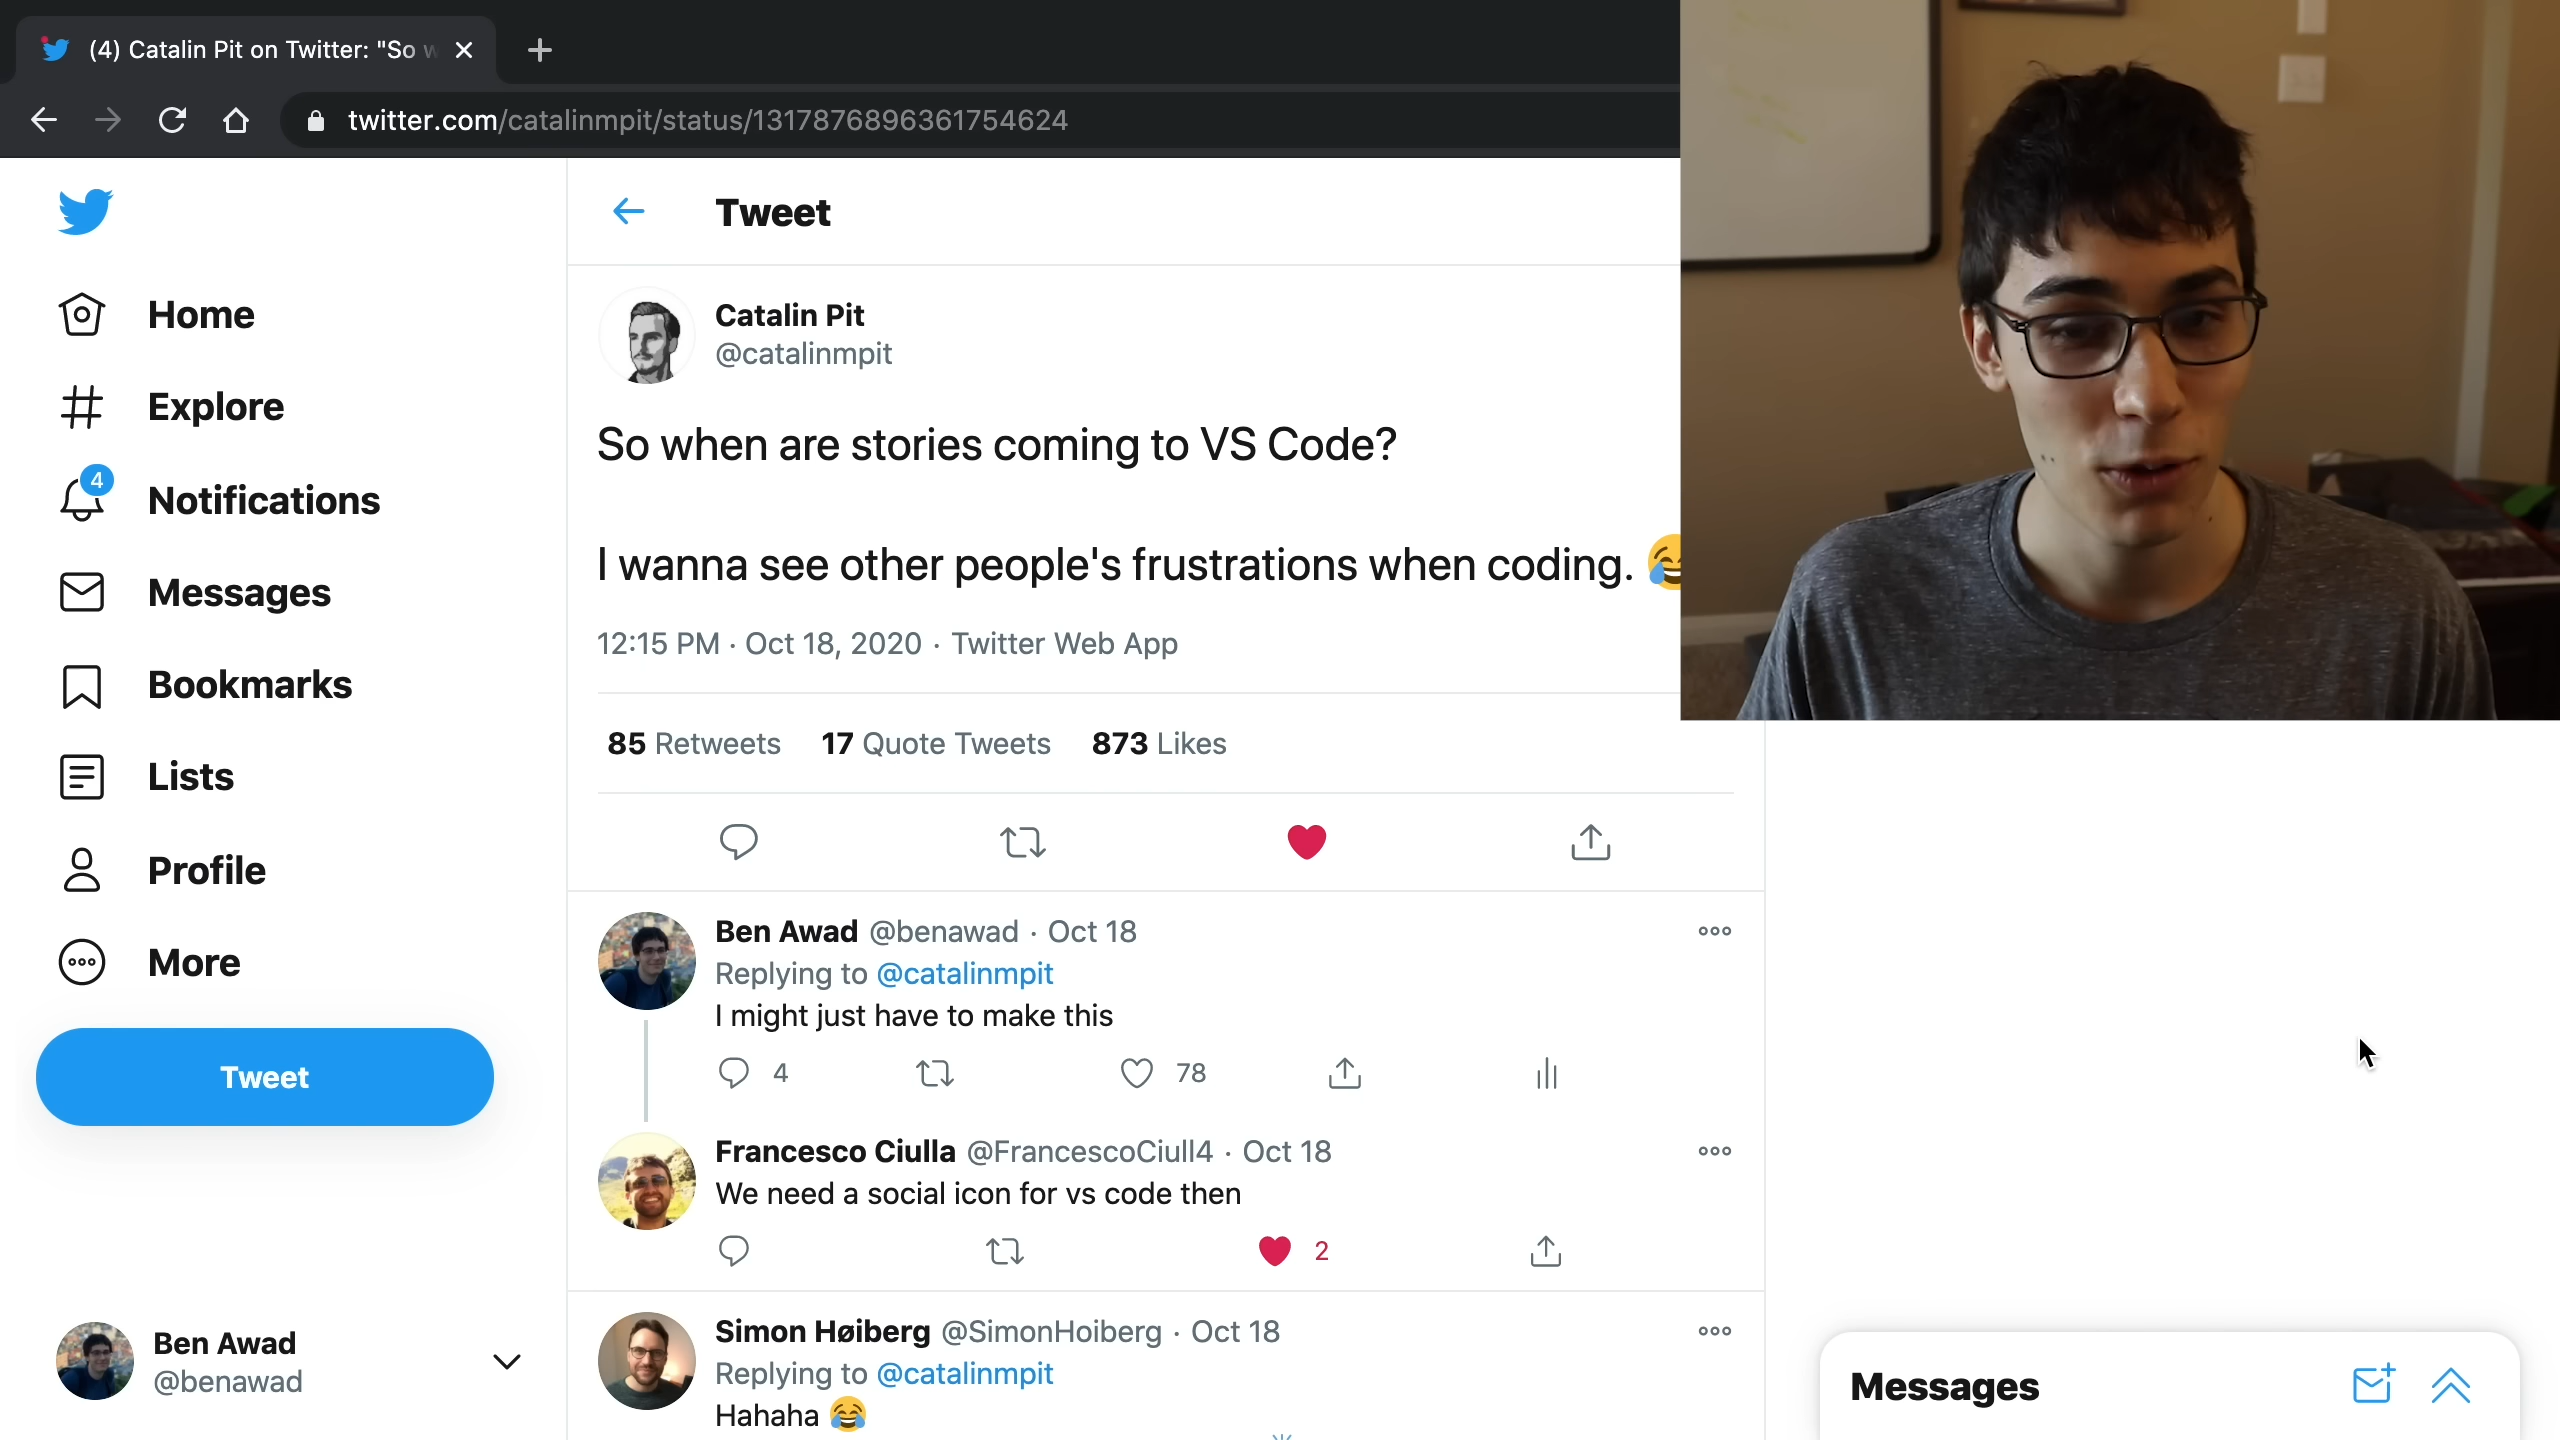 (4) Catalin Pit on Twitter: "So w
twitter.com/catalinmpit/status/1317876896361754624
Home
Explore
4
Notifications
Messages
Bookmarks
Lists
Profile
More
Tweet
Ben Awad
@benawad
Tweet
Catalin Pit
@catalinmpit
So when are stories coming to VS Code?
I wanna see other people's frustrations when coding. 😂
12:15 PM · Oct 18, 2020 · Twitter Web App
85 Retweets 17 Quote Tweets 873 Likes
Ben Awad @benawad · Oct 18
Replying to @catalinmpit
I might just have to make this
4 78
Francesco Ciulla @FrancescoCiull4 · Oct 18
We need a social icon for vs code then
2
Simon Høiberg @SimonHoiberg · Oct 18
Replying to @catalinmpit
Hahaha 😂
Messages